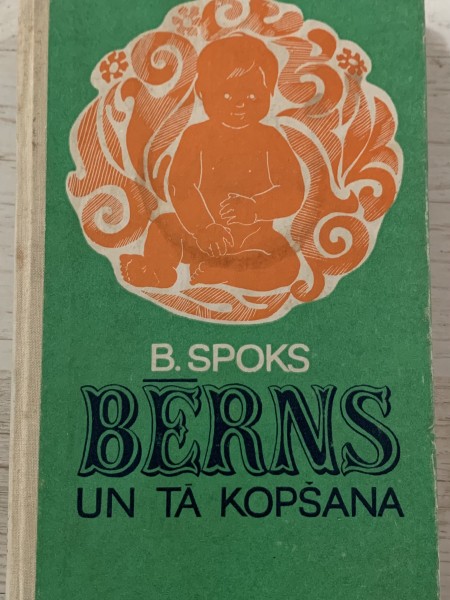 B. SPOKS
BĒRNS
UN TĀ KOPŠANA